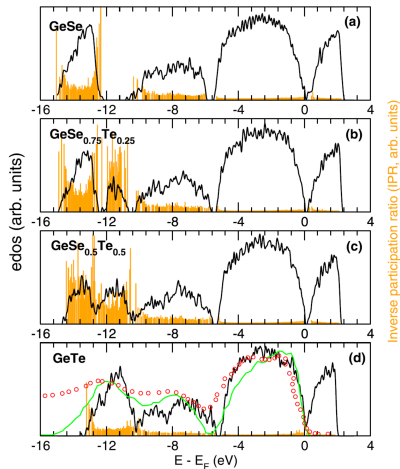 GeSe (a)
-16 -12 -8 -4 0 4
GeSe0.75Te0.25 (b)
-16 -12 -8 -4 0 4
GeSe0.5Te0.5 (c)
-16 -12 -8 -4 0 4
GeTe (d)
-16 -12 -8 -4 0 4
E - EF (eV)
edos (arb. units)
Inverse participation ratio (IPR, arb. units)